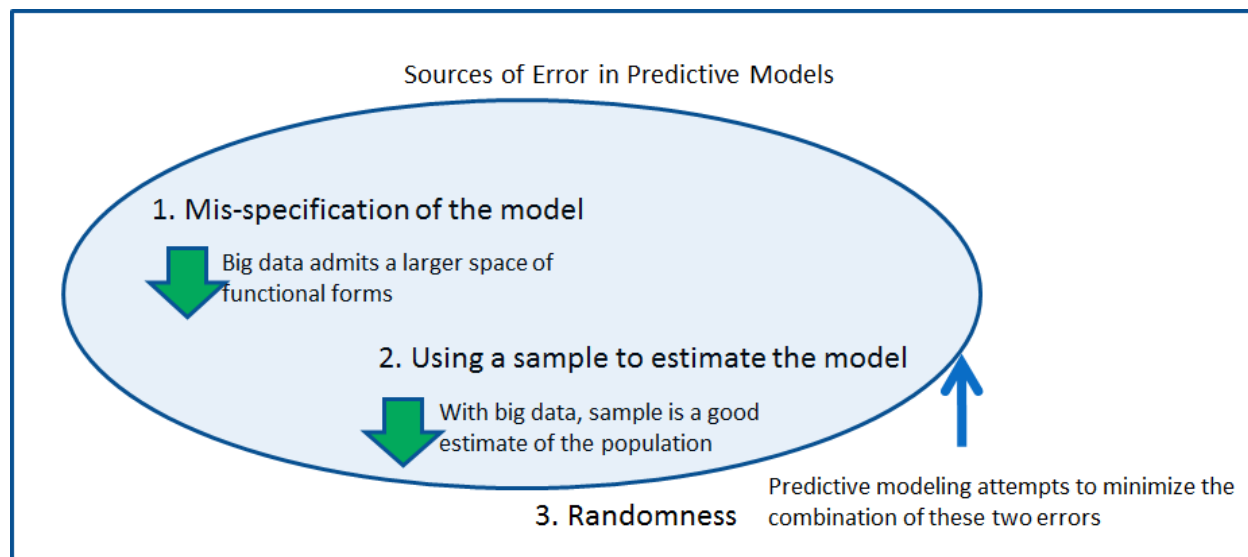 Sources of Error in Predictive Models
1. Mis-specification of the model
Big data admits a larger space of
functional forms
2. Using a sample to estimate the model
With big data, sample is a good
estimate of the population
3. Randomness
Predictive modeling attempts to minimize the
combination of these two errors